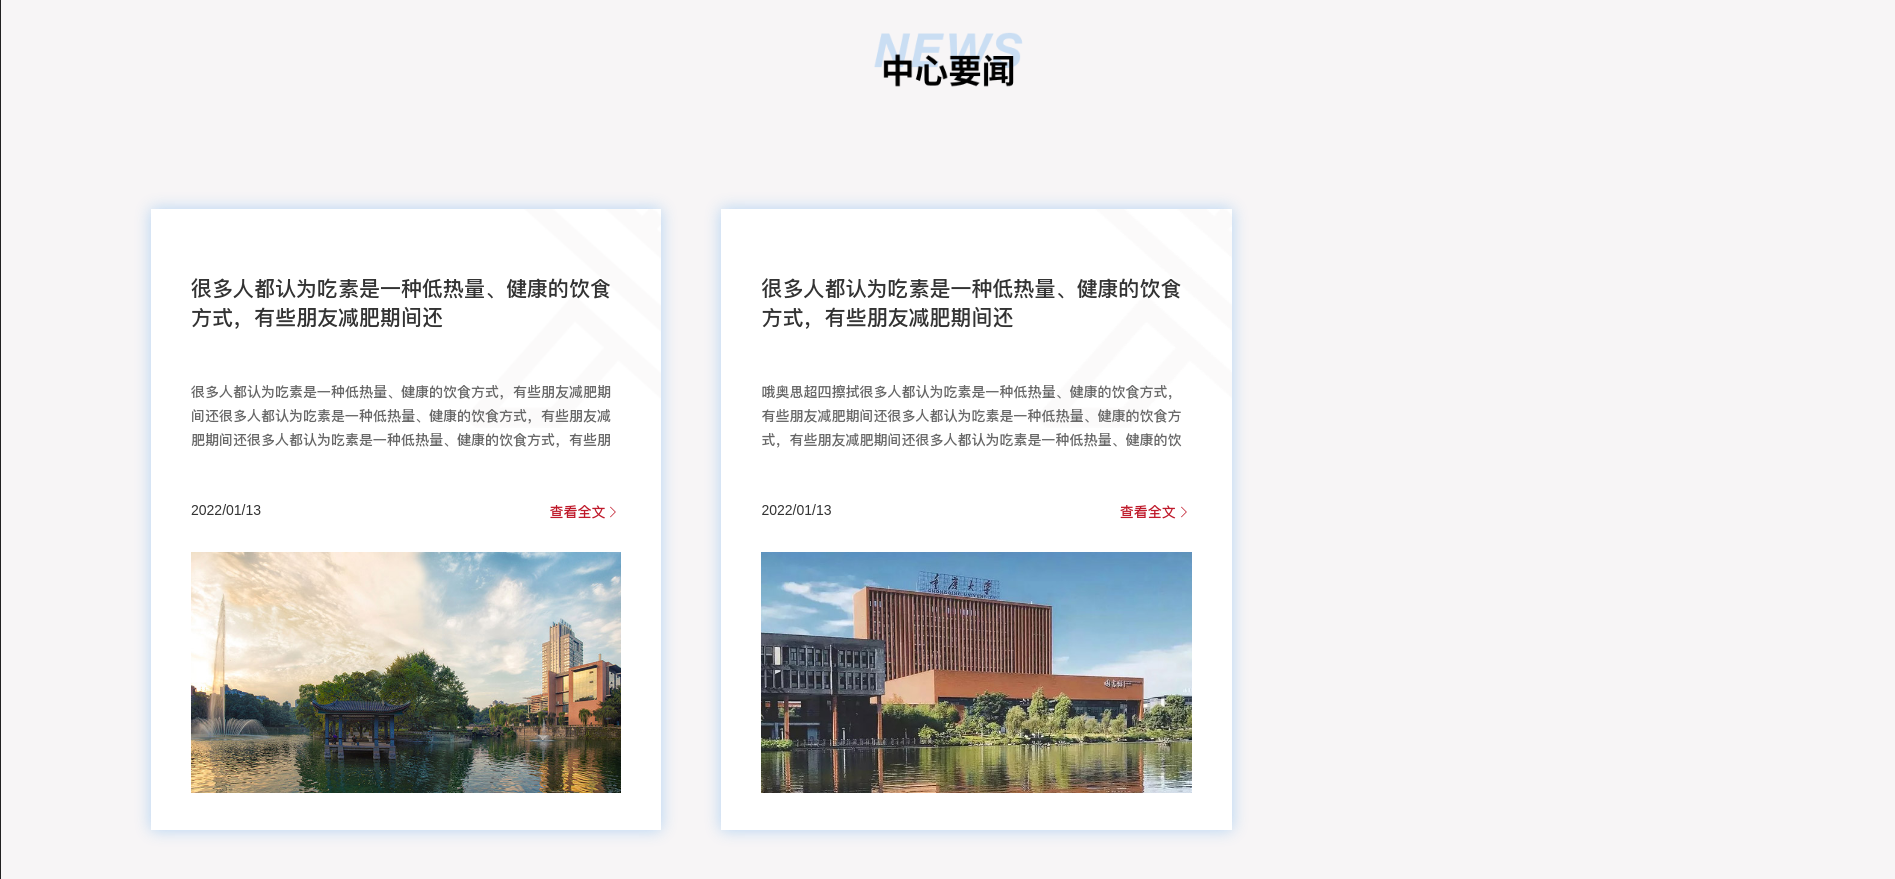 NEWS
中心要闻
很多人都认为吃素是一种低热量、健康的饮食
方式，有些朋友减肥期间还
很多人都认为吃素是一种低热量、健康的饮食方式，有些朋友减肥期
间还很多人都认为吃素是一种低热量、健康的饮食方式，有些朋友减
肥期间还很多人都认为吃素是一种低热量、健康的饮食方式，有些朋
2022/01/13
查看全文
很多人都认为吃素是一种低热量、健康的饮食
方式，有些朋友减肥期间还
哦奥思超四擦拭很多人都认为吃素是一种低热量、健康的饮食方式，
有些朋友减肥期间还很多人都认为吃素是一种低热量、健康的饮食方
式，有些朋友减肥期间还很多人都认为吃素是一种低热量、健康的饮
2022/01/13
查看全文
重庆大学
CHONGQING UNIVERSITY